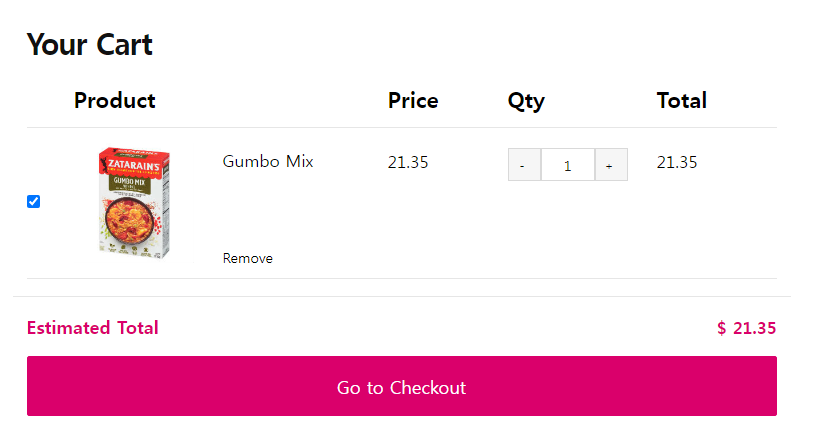 Your Cart
Product Price Qty Total
ZATARAIN'S
GUMBO MIX
Gumbo Mix 21.35 - 1 + 21.35
Remove
Estimated Total $ 21.35
Go to Checkout